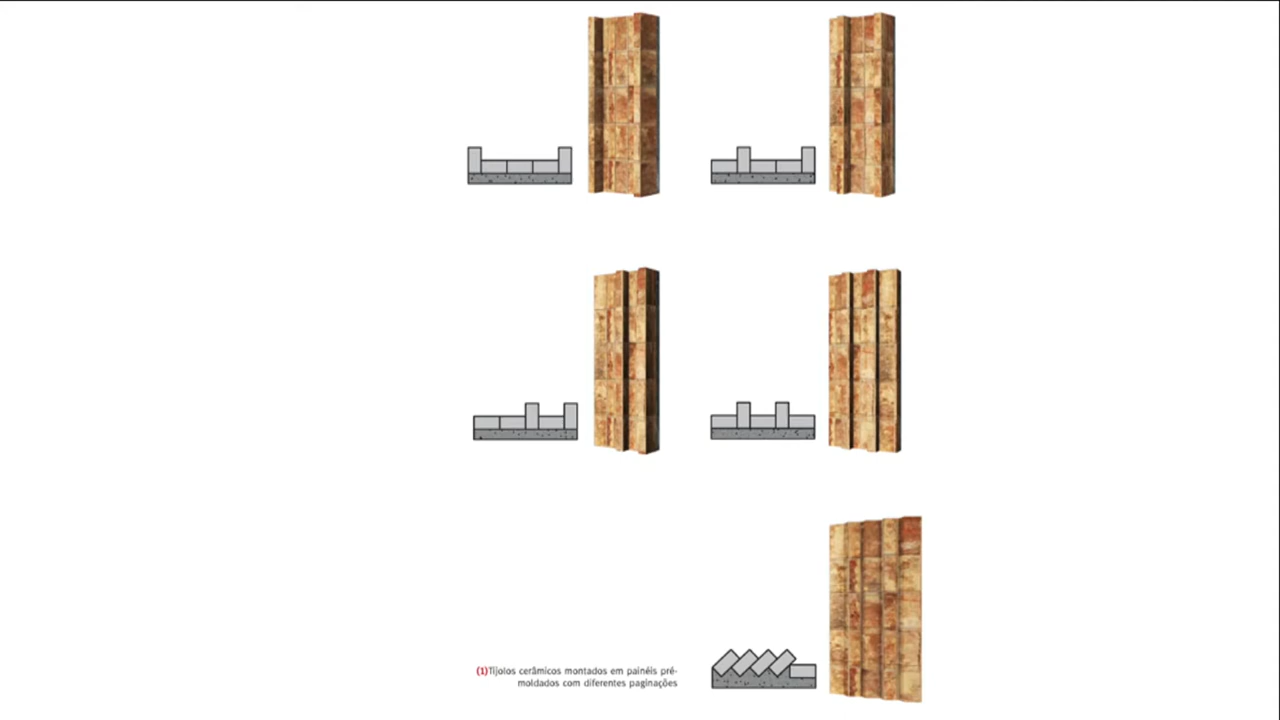 (1)Tijolos cerâmicos montados em painéis pré-
moldados com diferentes paginações